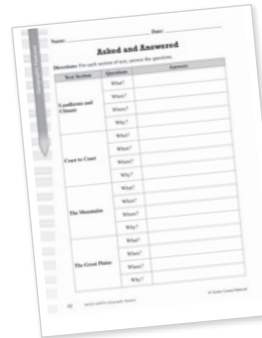 Name: Date:
Asked and Answered
Directions: For each section of text, answer the questions.
Text Section Questions Answers
Landforms and Climate
What?
When?
Where?
Why?
Coast to Coast
What?
When?
Where?
Why?
The Mountains
What?
When?
Where?
Why?
The Great Plains
What?
When?
Where?
Why?